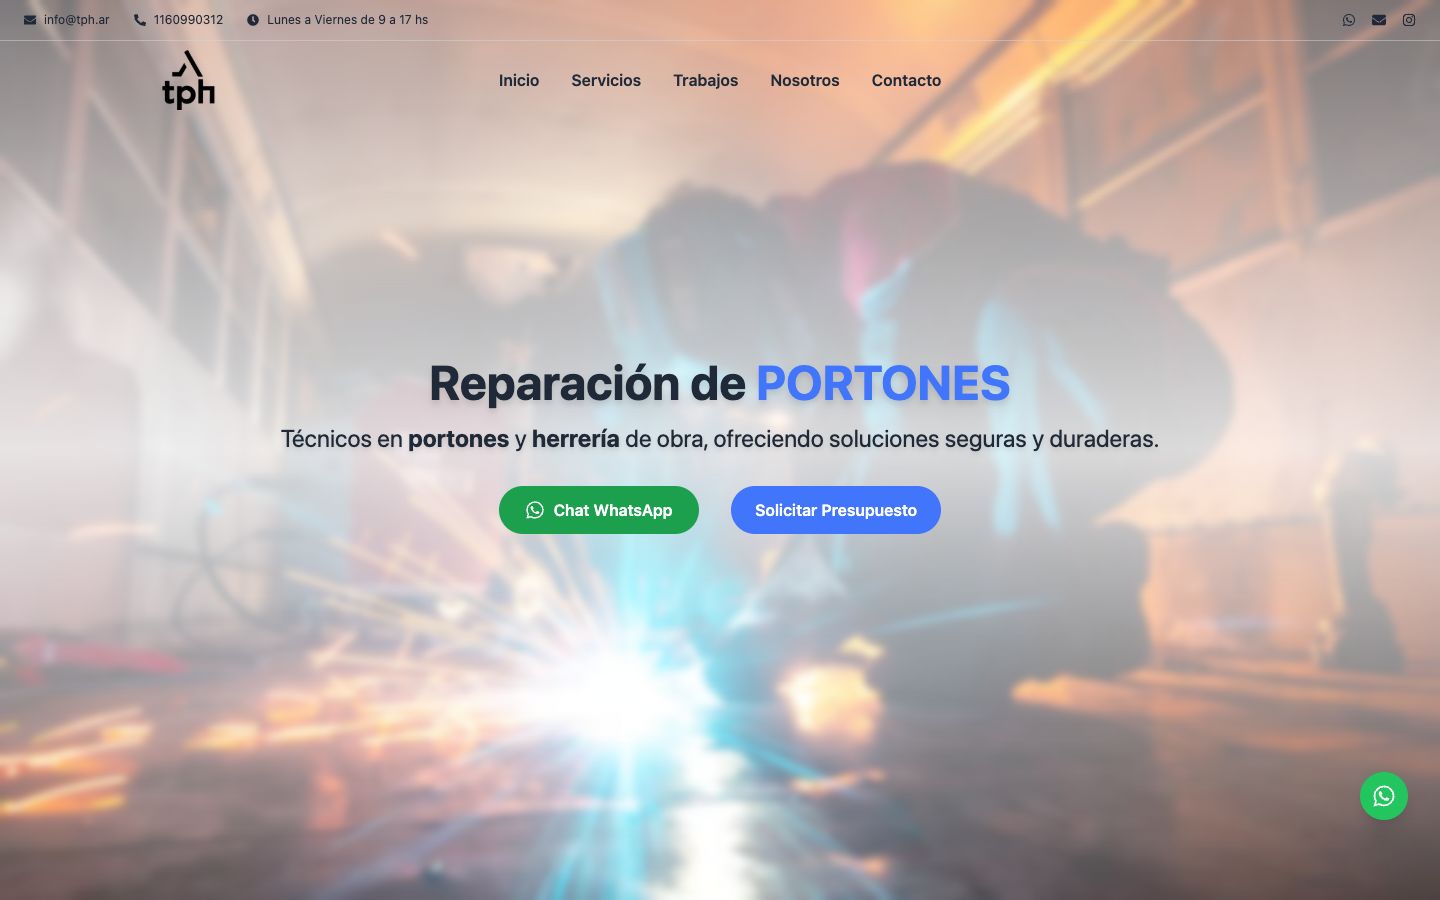 info@tph.ar
1160990312
Lunes a Viernes de 9 a 17 hs
tph
Inicio
Servicios
Trabajos
Nosotros
Contacto
Reparación de PORTONES
Técnicos en portones y herrería de obra, ofreciendo soluciones seguras y duraderas.
Chat WhatsApp
Solicitar Presupuesto